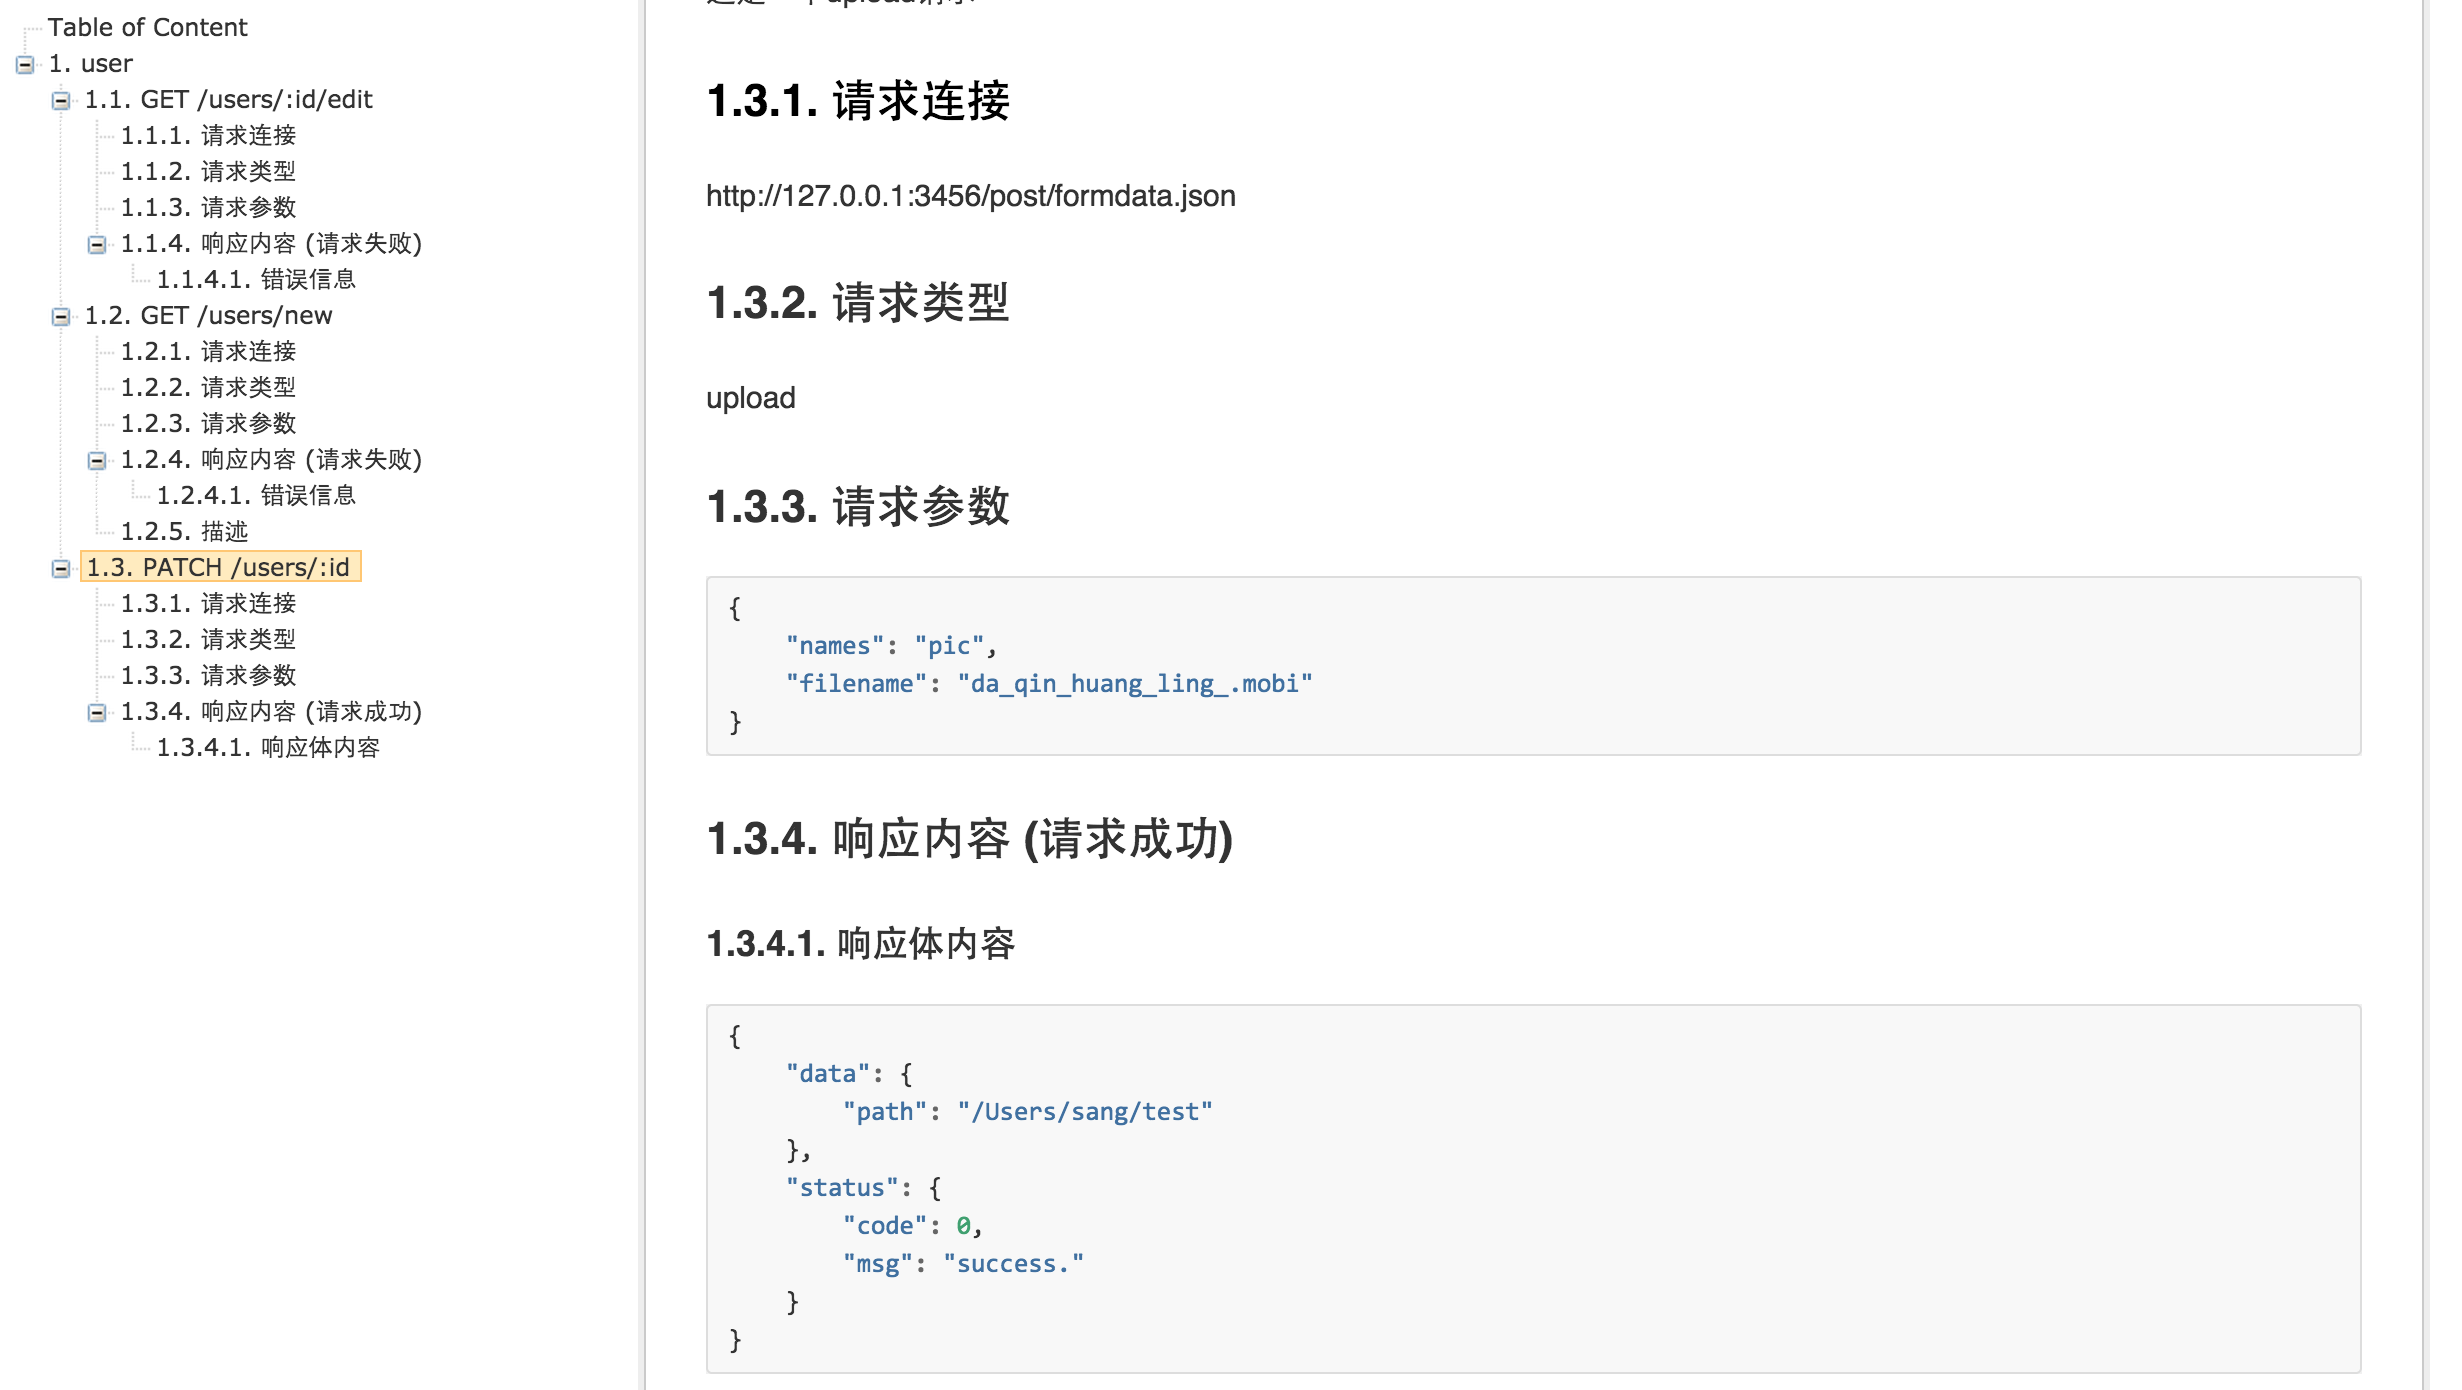 Table of Content
1. user
1.1. GET /users/:id/edit
1.1.1. 请求连接
1.1.2. 请求类型
1.1.3. 请求参数
1.1.4. 响应内容 (请求失败)
1.1.4.1. 错误信息
1.2. GET /users/new
1.2.1. 请求连接
1.2.2. 请求类型
1.2.3. 请求参数
1.2.4. 响应内容 (请求失败)
1.2.4.1. 错误信息
1.2.5. 描述
1.3. PATCH /users/:id
1.3.1. 请求连接
1.3.2. 请求类型
1.3.3. 请求参数
1.3.4. 响应内容 (请求成功)
1.3.4.1. 响应体内容
upload请求
1.3.1. 请求连接
http://127.0.0.1:3456/post/formdata.json
1.3.2. 请求类型
upload
1.3.3. 请求参数
{
"names": "pic",
"filename": "da_qin_huang_ling_.mobi"
}
1.3.4. 响应内容 (请求成功)
1.3.4.1. 响应体内容
{
"data": {
"path": "/Users/sang/test"
},
"status": {
"code": 0,
"msg": "success."
}
}